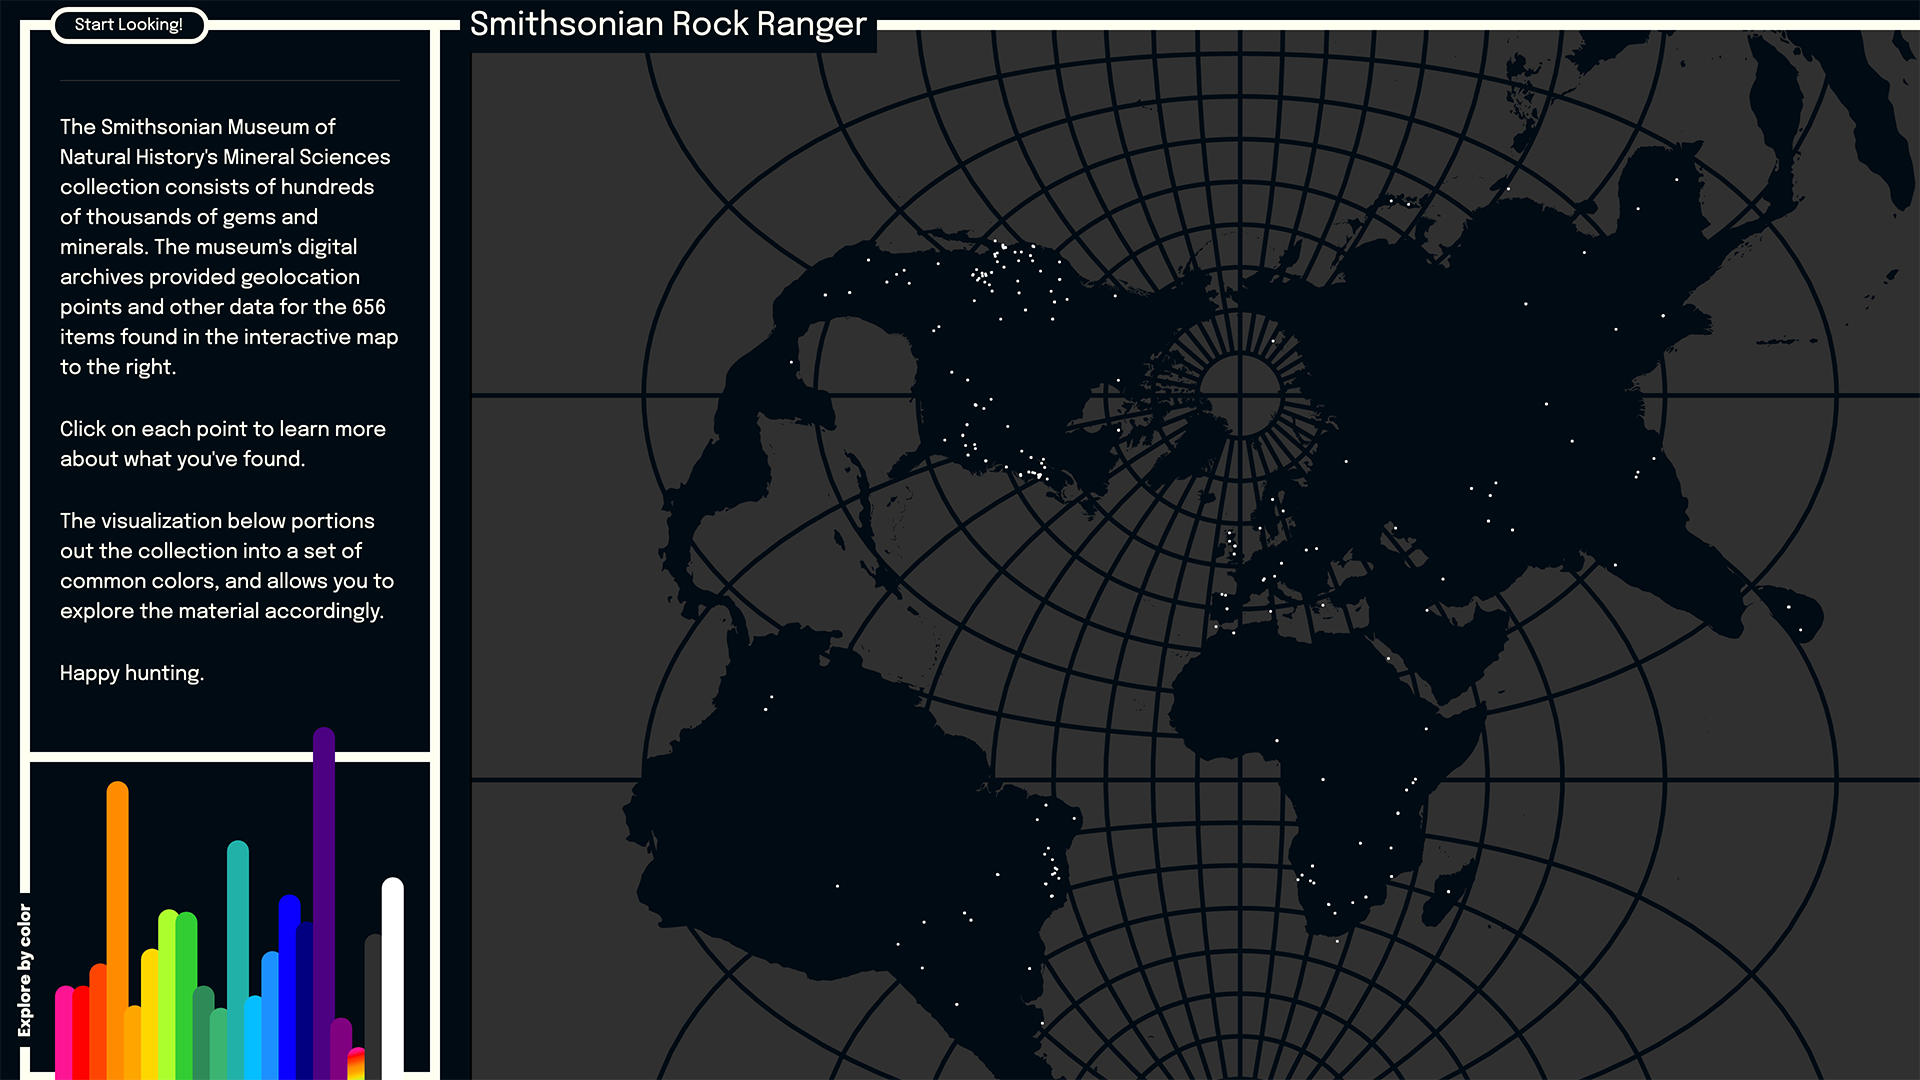 Start Looking!
Smithsonian Rock Ranger
The Smithsonian Museum of
Natural History's Mineral Sciences
collection consists of hundreds
of thousands of gems and
minerals. The museum's digital
archives provided geolocation
points and other data for the 656
items found in the interactive map
to the right.
Click on each point to learn more
about what you've found.
The visualization below portions
out the collection into a set of
common colors, and allows you to
explore the material accordingly.
Happy hunting.
Explore by color